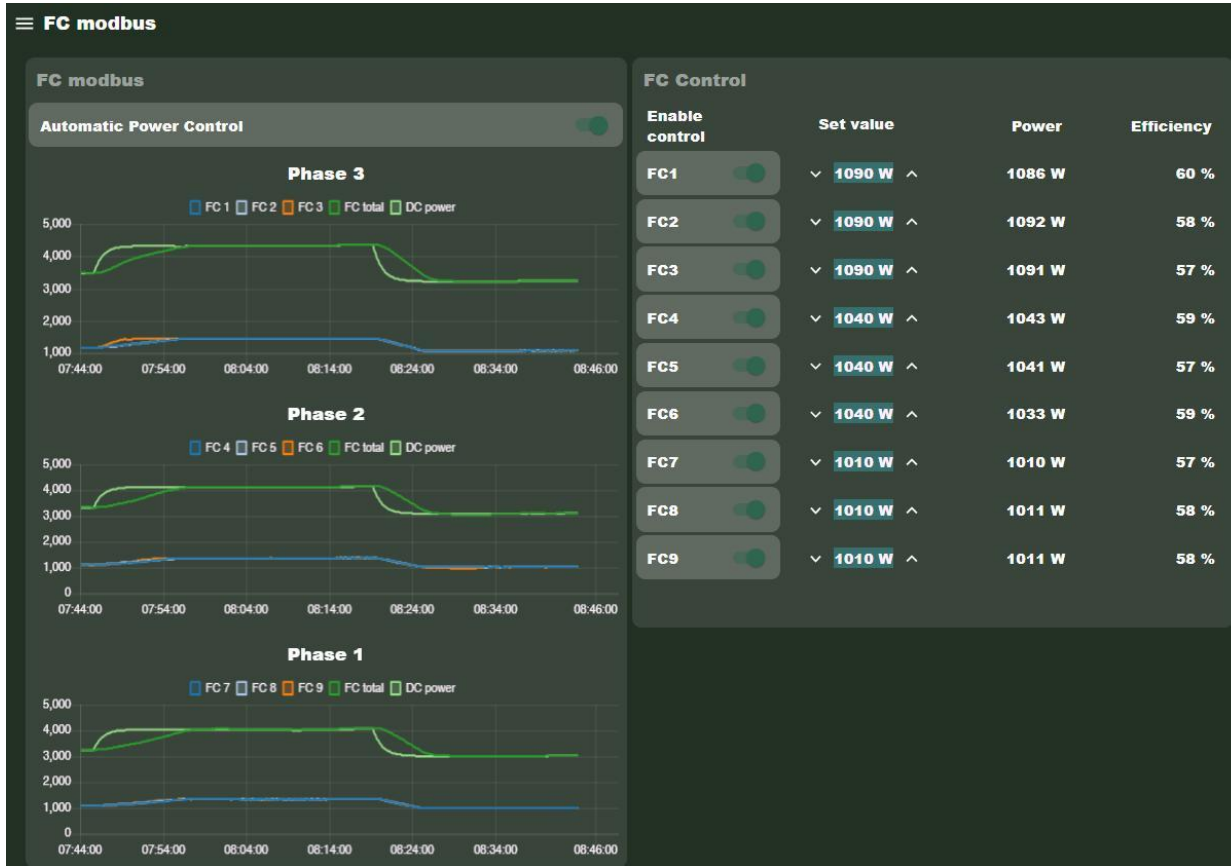 FC modbus
FC modbus
Automatic Power Control
Phase 3
FC 1 FC 2 FC 3 FC total DC power
5,000
4,000
3,000
2,000
1,000
07:44:00 07:54:00 08:04:00 08:14:00 08:24:00 08:34:00 08:46:00
Phase 2
FC 4 FC 5 FC 6 FC total DC power
5,000
4,000
3,000
2,000
1,000
0
07:44:00 07:54:00 08:04:00 08:14:00 08:24:00 08:34:00 08:46:00
Phase 1
FC 7 FC 8 FC 9 FC total DC power
5,000
4,000
3,000
2,000
1,000
0
07:44:00 07:54:00 08:04:00 08:14:00 08:24:00 08:34:00 08:46:00
FC Control
Enable
control Set value Power Efficiency
FC1 1090 W 1086 W 60 %
FC2 1090 W 1092 W 58 %
FC3 1090 W 1091 W 57 %
FC4 1040 W 1043 W 59 %
FC5 1040 W 1041 W 57 %
FC6 1040 W 1033 W 59 %
FC7 1010 W 1010 W 57 %
FC8 1010 W 1011 W 58 %
FC9 1010 W 1011 W 58 %